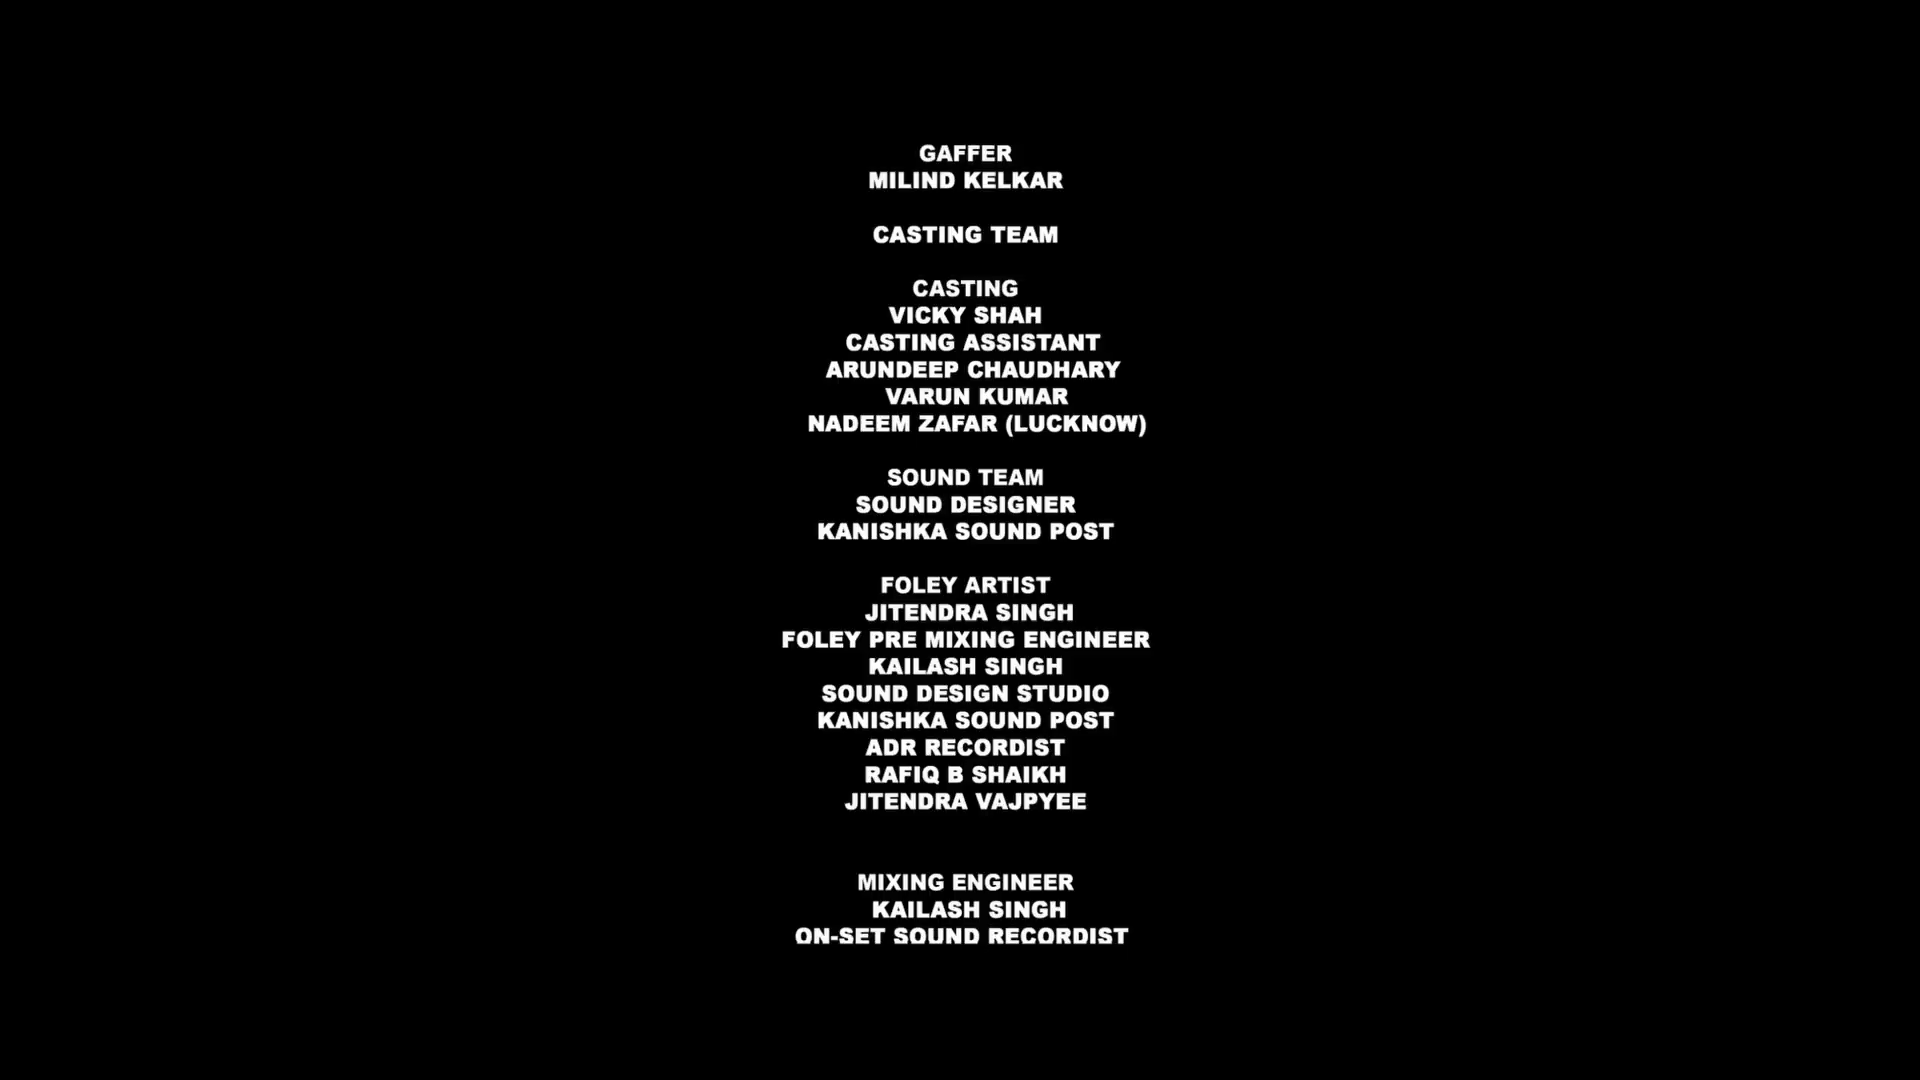 GAFFER
MILIND KELKAR
CASTING TEAM
CASTING
VICKY SHAH
CASTING ASSISTANT
ARUNDEEP CHAUDHARY
VARUN KUMAR
NADEEM ZAFAR (LUCKNOW)
SOUND TEAM
SOUND DESIGNER
KANISHKA SOUND POST
FOLEY ARTIST
JITENDRA SINGH
FOLEY PRE MIXING ENGINEER
KAILASH SINGH
SOUND DESIGN STUDIO
KANISHKA SOUND POST
ADR RECORDIST
RAFIQ B SHAIKH
JITENDRA VAJPYEE
MIXING ENGINEER
KAILASH SINGH
ON-SET SOUND RECORDIST